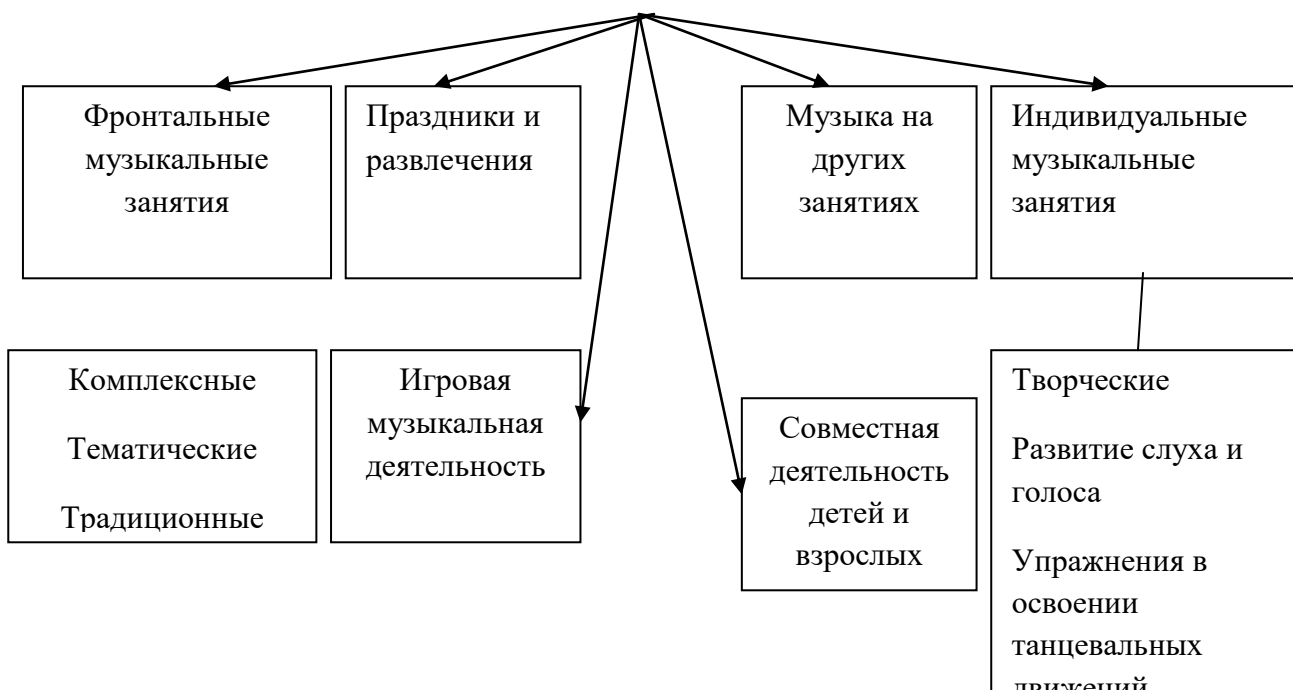 Фронтальные
музыкальные
занятия
Праздники и
развлечения
Музыка на
других
занятиях
Индивидуальные
музыкальные
занятия
Комплексные
Тематические
Традиционные
Игровая
музыкальная
деятельность
Совместная
деятельность
детей и
взрослых
Творческие
Развитие слуха и
голоса
Упражнения в
освоении
танцевальных
движений